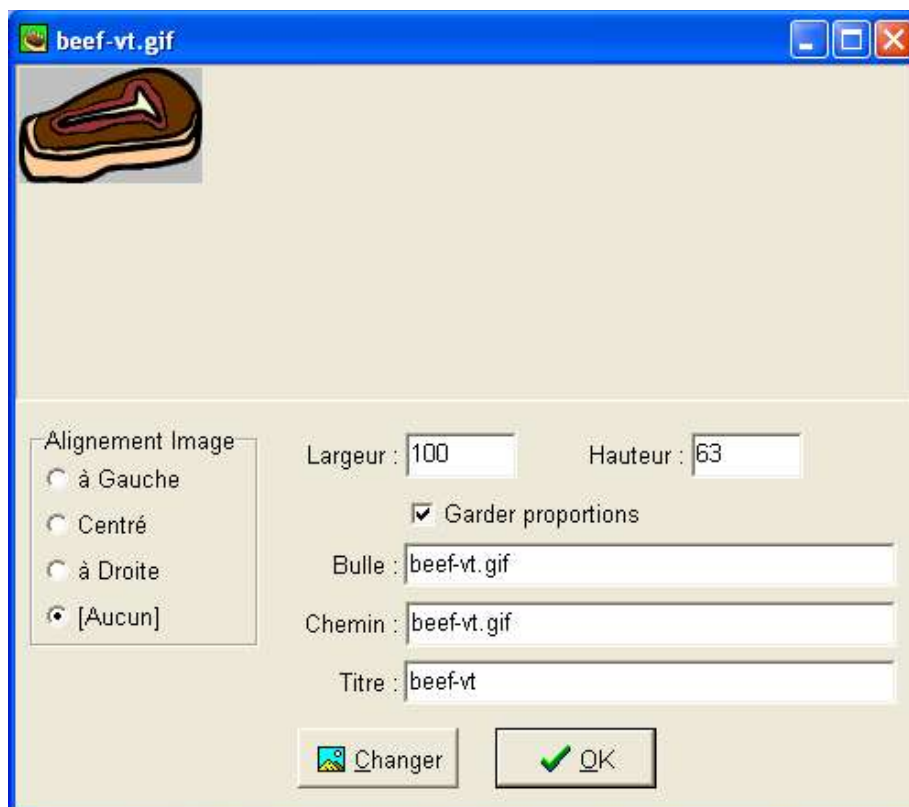 beef-vt.gif
Alignement Image
à Gauche
Centré
à Droite
[Aucun]
Largeur : 100 Hauteur : 63
Garder proportions
Bulle : beef-vt.gif
Chemin : beef-vt.gif
Titre : beef-vt
Changer OK